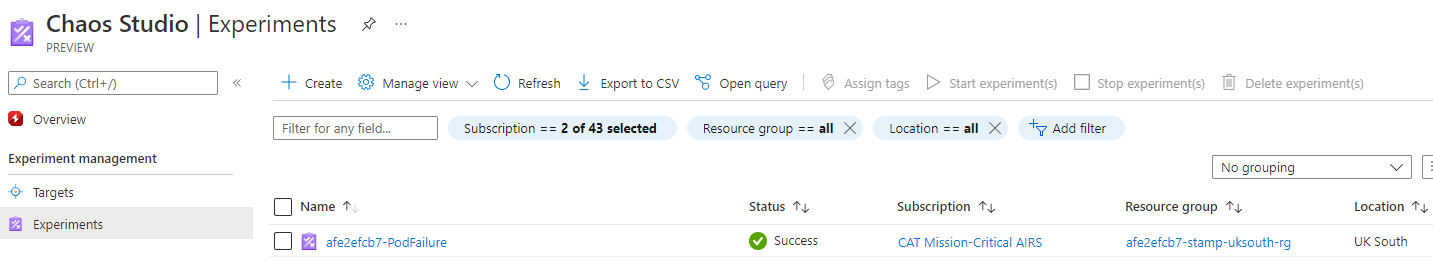 Chaos Studio | Experiments
PREVIEW
Search (Ctrl+/)
Overview
Experiment management
Targets
Experiments
Create Manage view Refresh Export to CSV Open query Assign tags Start experiment(s) Stop experiment(s) Delete experiment(s)
Filter for any field... Subscription == 2 of 43 selected Resource group == all Location == all Add filter
No grouping
Name Status Subscription Resource group Location
afe2efcb7-PodFailure Success CAT Mission-Critical AIRS afe2efcb7-stamp-uksouth-rg UK South